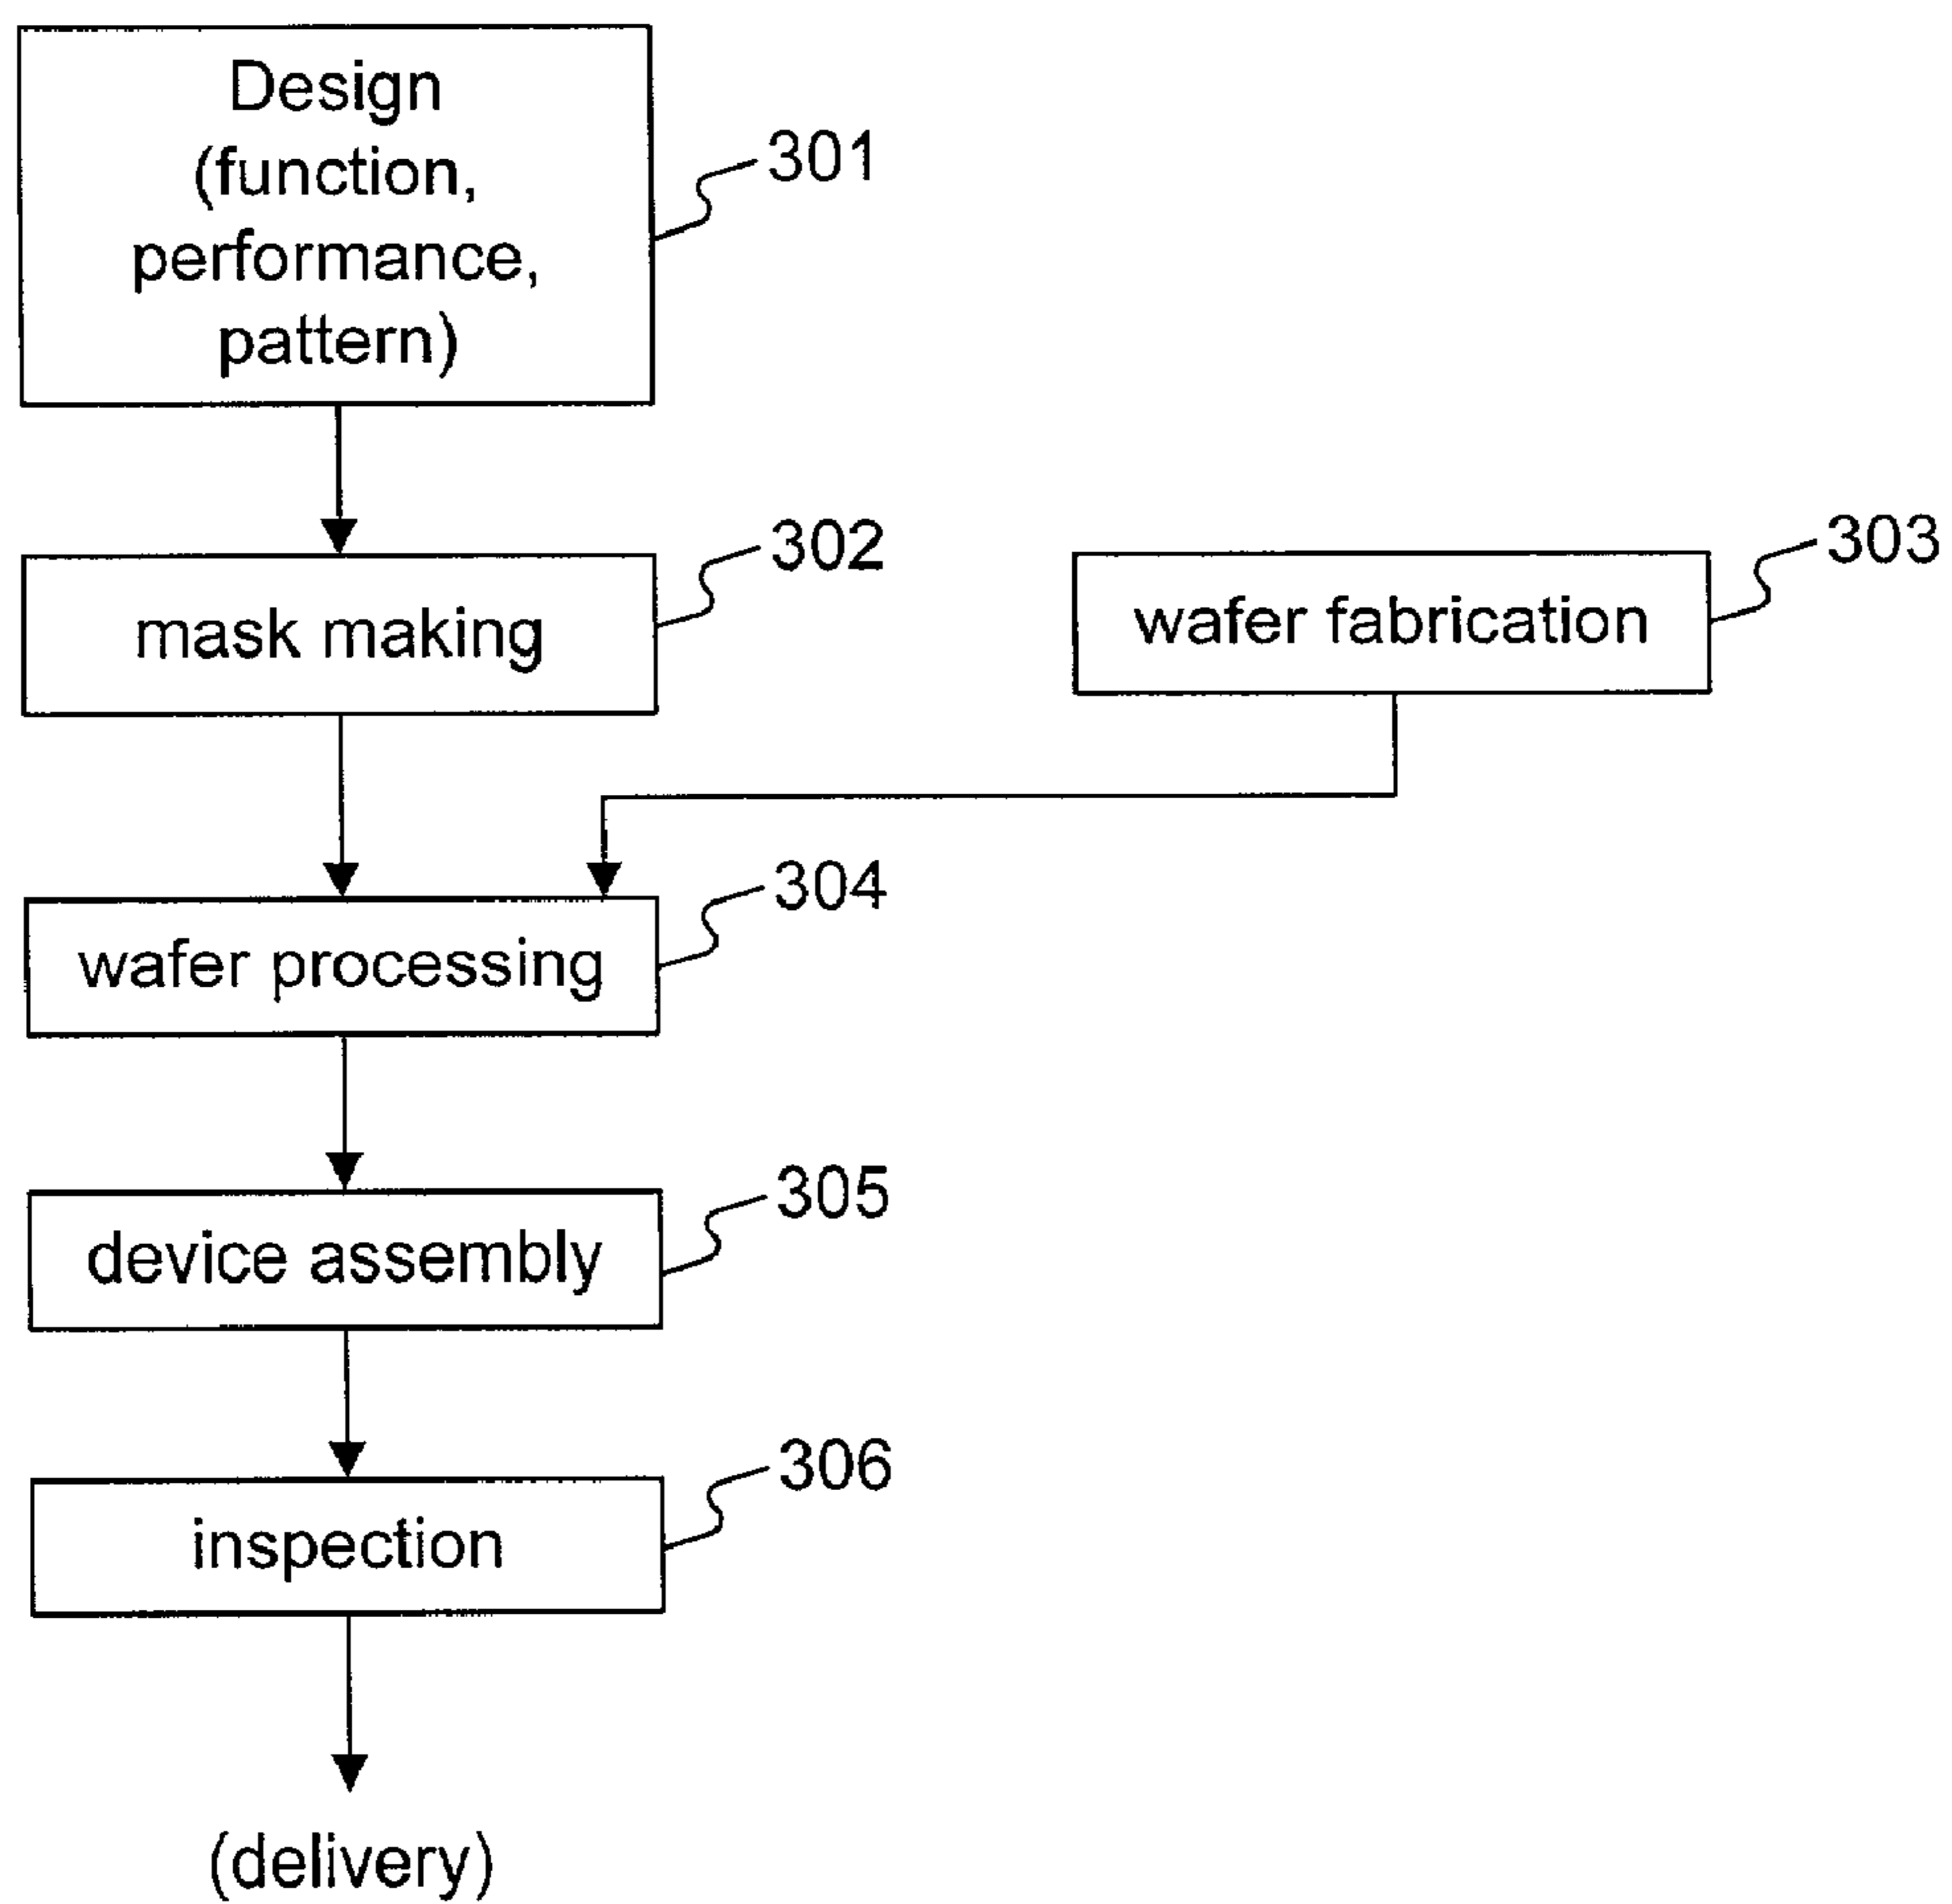 Design
(function,
performance,
pattern)
301
mask making
302
wafer fabrication
303
wafer processing
304
device assembly
305
inspection
306
(delivery)